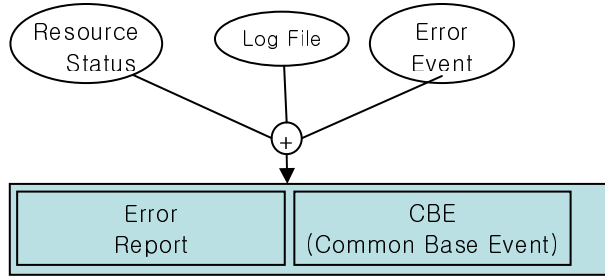 Resource
Status
Log File
Error
Event
+
Error
Report
CBE
(Common Base Event)